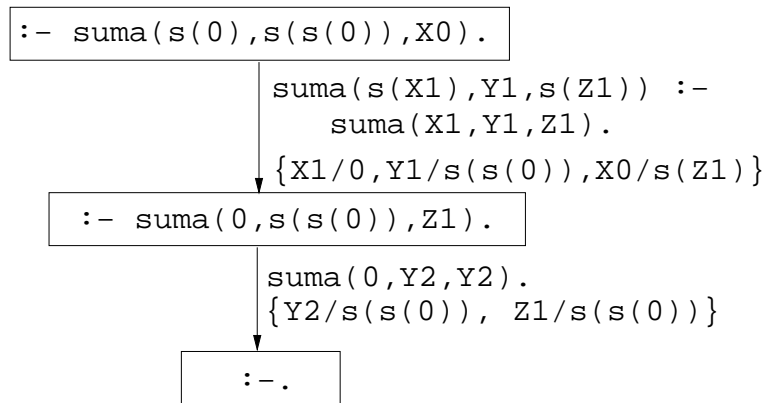 :- suma(s(0),s(s(0)),X0).
suma(s(X1),Y1,s(Z1)) :-
suma(X1,Y1,Z1).
{X1/0,Y1/s(s(0)),X0/s(Z1)}
:- suma(0,s(s(0)),Z1).
suma(0,Y2,Y2).
{Y2/s(s(0)), Z1/s(s(0))}
:-.